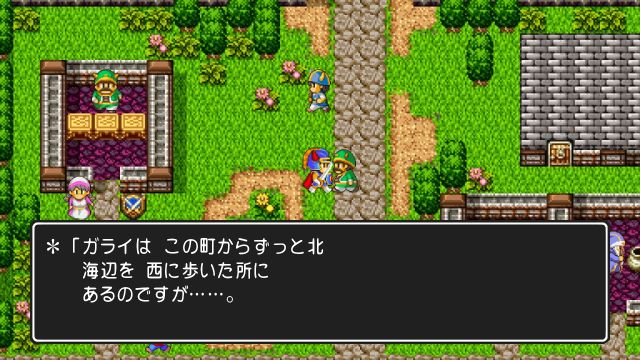 ＊「ガライは この町からずっと北
海辺を 西に歩いた所に
あるのですが……。